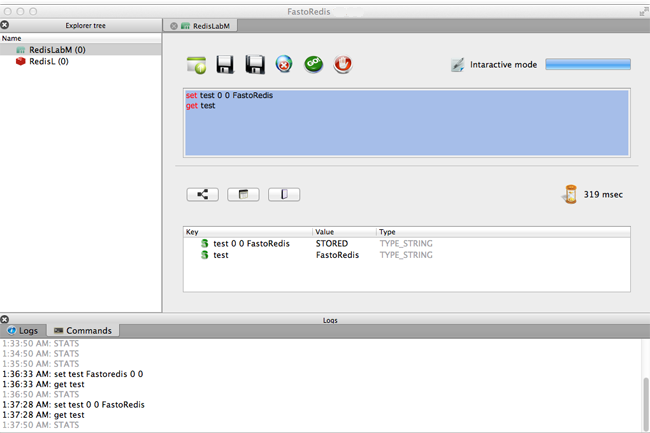 FastoRedis
Explorer tree
RedisLabM
Name
RedisLabM (0)
RedisL (0)
Intaractive mode
set test 0 0 FastoRedis
get test
319 msec
Key Value Type
test 0 0 FastoRedis STORED TYPE_STRING
test FastoRedis TYPE_STRING
Logs
Logs Commands
1:33:50 AM: STATS
1:34:50 AM: STATS
1:35:50 AM: STATS
1:36:33 AM: set test Fastoredis 0 0
1:36:33 AM: get test
1:36:50 AM: STATS
1:37:28 AM: set test 0 0 FastoRedis
1:37:28 AM: get test
1:37:50 AM: STATS